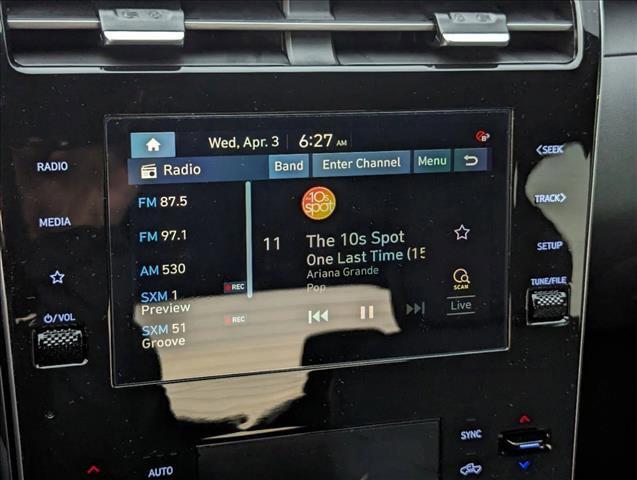 Wed, Apr. 3 6:27 AM
Radio Band Enter Channel Menu
RADIO
MEDIA
VOL
FM 87.5
FM 97.1
AM 530
SXM 1 REC
Preview
SXM 51 REC
Groove
10s
spot
11
The 10s Spot
One Last Time (15
Ariana Grande
Pop
SCAN
Live
SEEK
TRACK
SETUP
TUNE/FILE
AUTO
SYNC